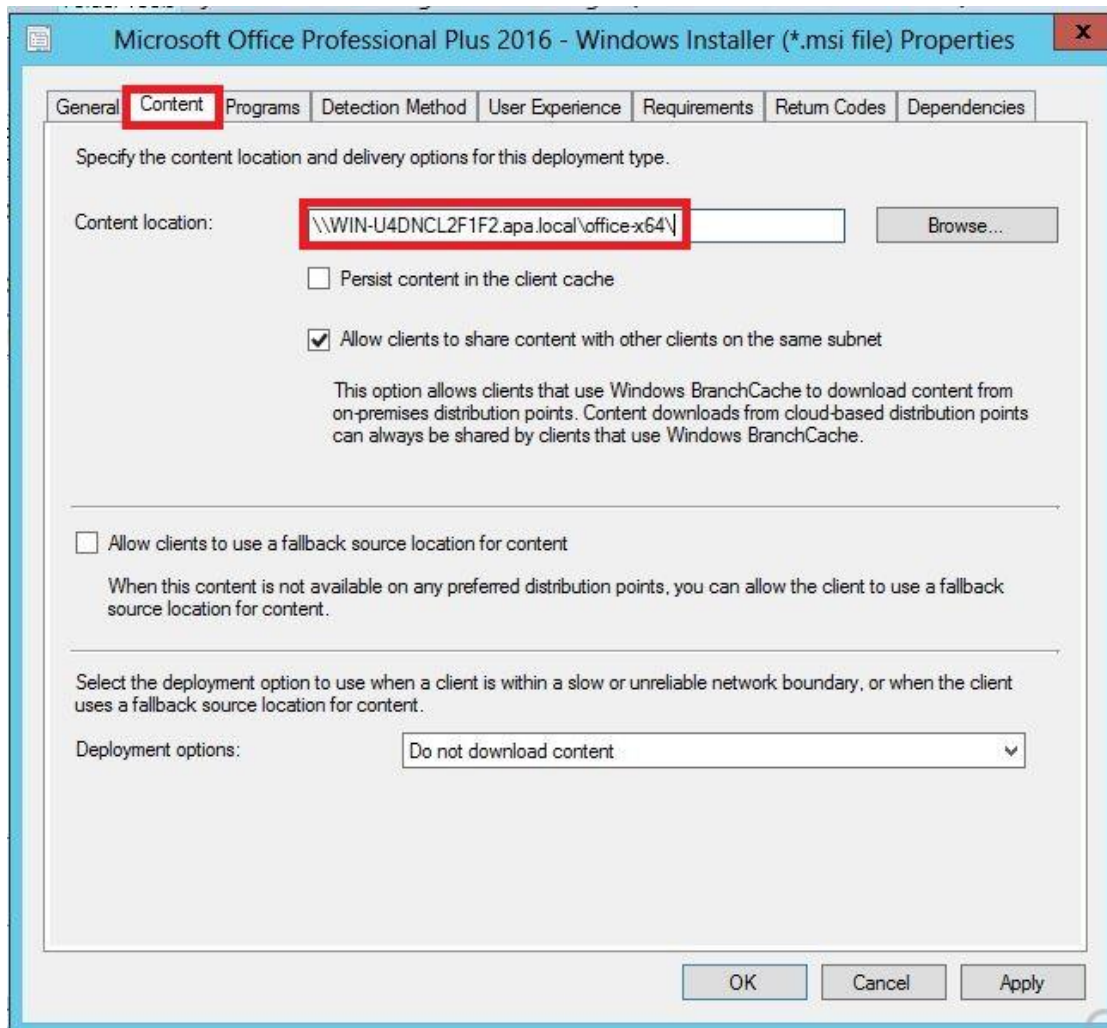 Microsoft Office Professional Plus 2016 - Windows Installer (*.msi file) Properties
x
General Content Programs Detection Method User Experience Requirements Return Codes Dependencies
Specify the content location and delivery options for this deployment type.
Content location: \\WIN-U4DNCL2F1F2.apa.local\office-x64\ Browse...
Persist content in the client cache
Allow clients to share content with other clients on the same subnet
This option allows clients that use Windows BranchCache to download content from
on-premises distribution points. Content downloads from cloud-based distribution points
can always be shared by clients that use Windows BranchCache.
Allow clients to use a fallback source location for content
When this content is not available on any preferred distribution points, you can allow the client to use a fallback
source location for content.
Select the deployment option to use when a client is within a slow or unreliable network boundary, or when the client
uses a fallback source location for content.
Deployment options: Do not download content
OK Cancel Apply